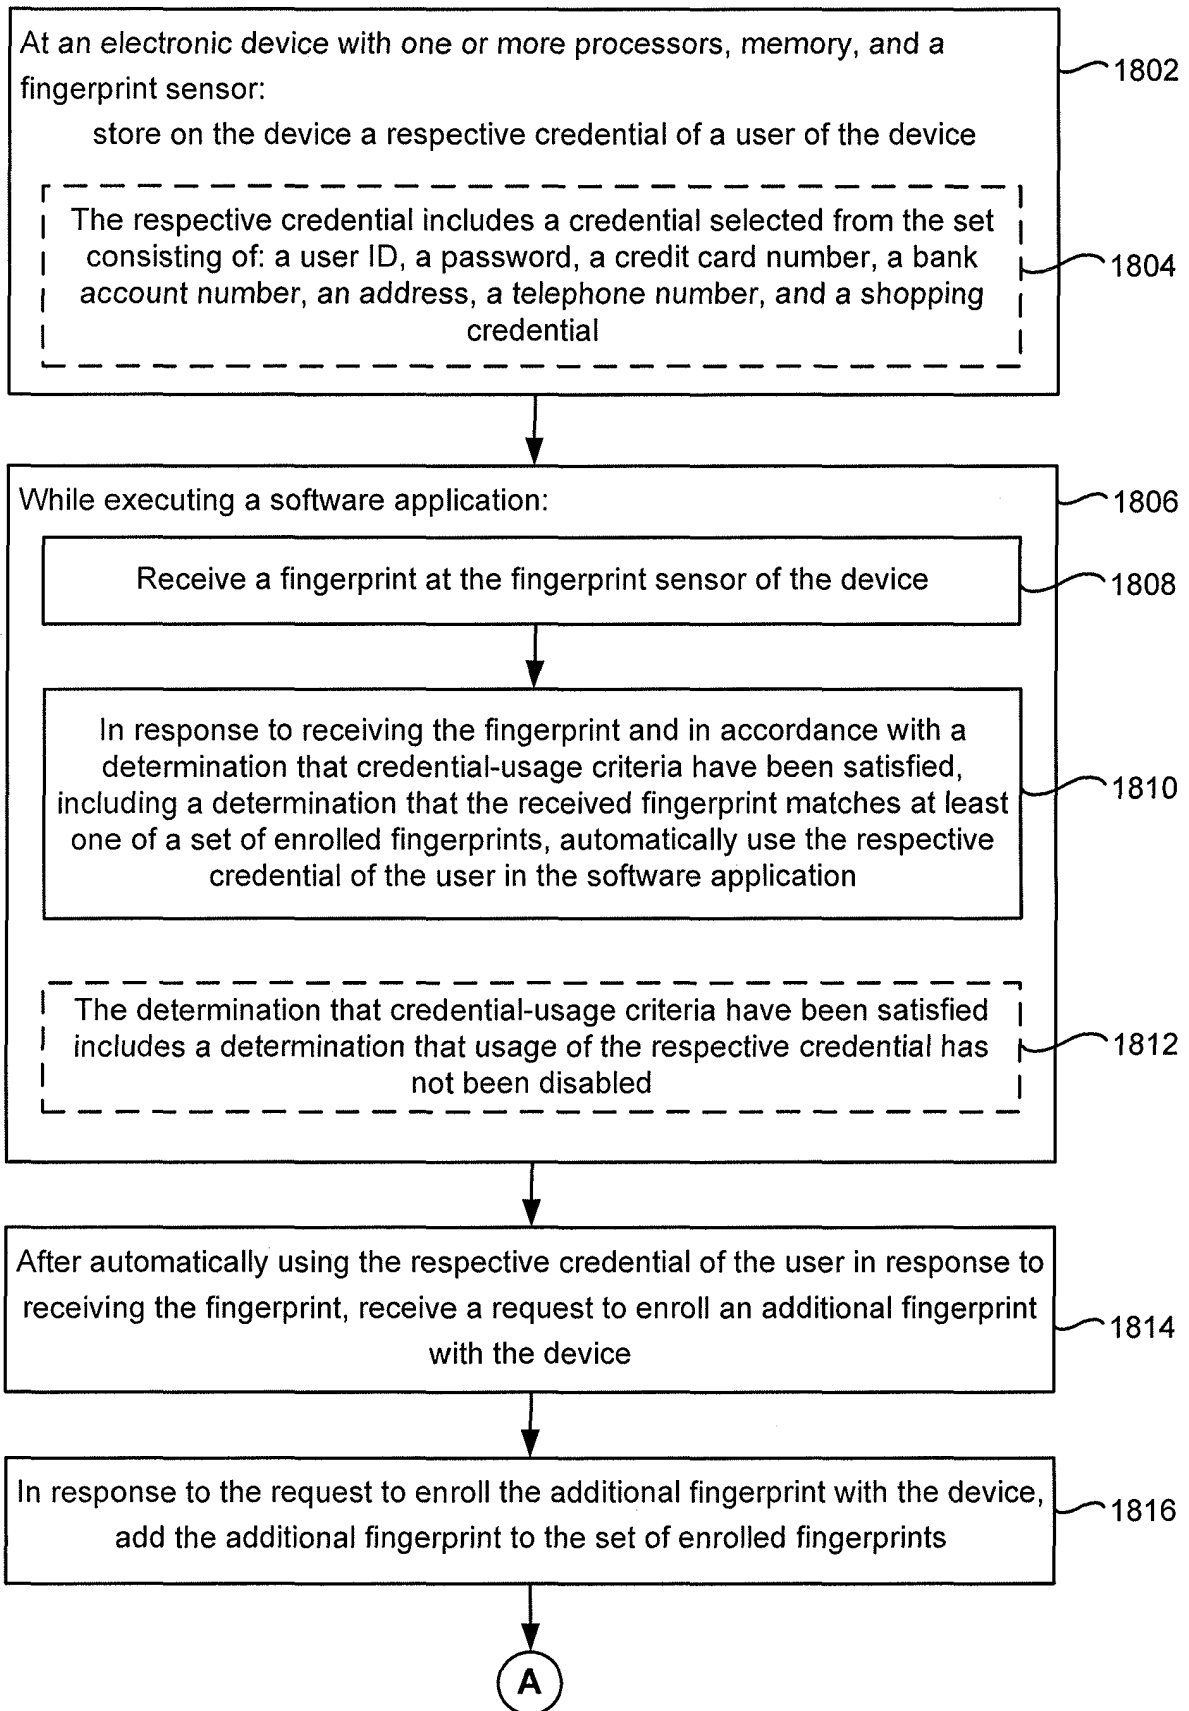 At an electronic device with one or more processors, memory, and a
fingerprint sensor:
store on the device a respective credential of a user of the device
1802
The respective credential includes a credential selected from the set
consisting of: a user ID, a password, a credit card number, a bank
account number, an address, a telephone number, and a shopping
credential
1804
While executing a software application:
1806
Receive a fingerprint at the fingerprint sensor of the device
1808
In response to receiving the fingerprint and in accordance with a
determination that credential-usage criteria have been satisfied,
including a determination that the received fingerprint matches at least
one of a set of enrolled fingerprints, automatically use the respective
credential of the user in the software application
1810
The determination that credential-usage criteria have been satisfied
includes a determination that usage of the respective credential has
not been disabled
1812
After automatically using the respective credential of the user in response to
receiving the fingerprint, receive a request to enroll an additional fingerprint
with the device
1814
In response to the request to enroll the additional fingerprint with the device,
add the additional fingerprint to the set of enrolled fingerprints
1816
A